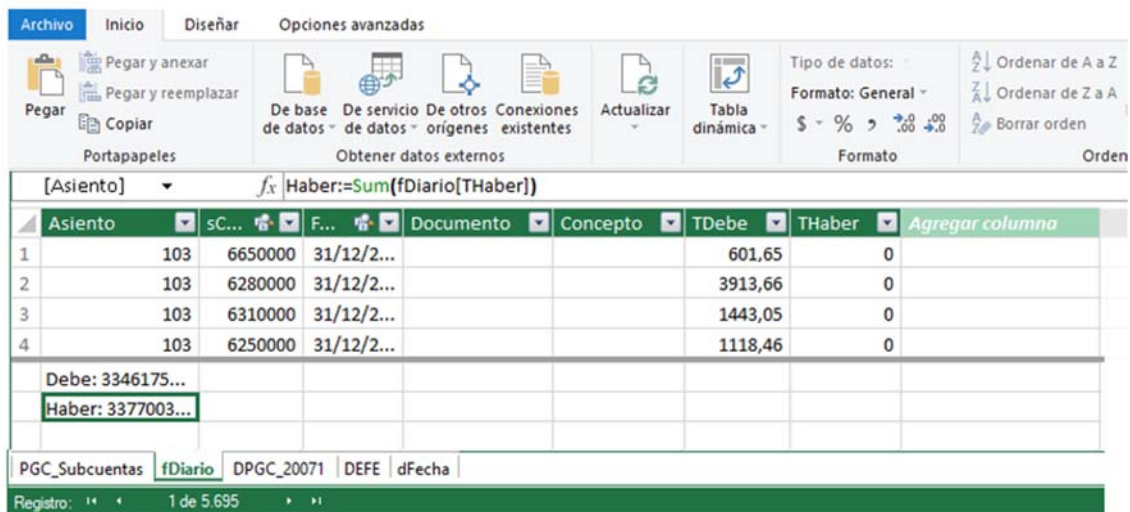 Archivo Inicio Diseñar Opciones avanzadas
Pegar y anexar
Pegar y reemplazar
Copiar
Pegar
Portapapeles
De base de datos
De servicio de datos
De otros orígenes
Conexiones existentes
Obtener datos externos
Actualizar
Tabla dinámica
Tipo de datos:
Formato: General
$ % , ,00 ,00
Formato
Ordenar de A a Z
Ordenar de Z a A
Borrar orden
Orden
[Asiento] fx Haber:=Sum(fDiario[THaber])
Asiento sC... F... Documento Concepto TDebe THaber Agregar columna
1 103 6650000 31/12/2... 601,65 0
2 103 6280000 31/12/2... 3913,66 0
3 103 6310000 31/12/2... 1443,05 0
4 103 6250000 31/12/2... 1118,46 0
Debe: 3346175...
Haber: 3377003...
PGC_Subcuentas fDiario DPGC_20071 DEFE dFecha
Registro: 1 de 5.695